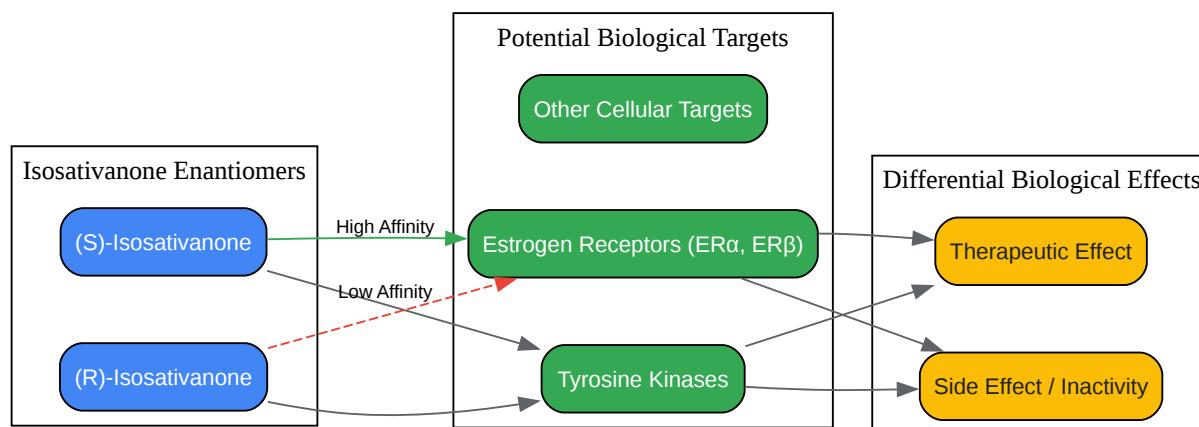 Isosativanone Enantiomers
(S)-Isosativanone
(R)-Isosativanone
High Affinity
Low Affinity
Potential Biological Targets
Other Cellular Targets
Estrogen Receptors (ERα, ERβ)
Tyrosine Kinases
Differential Biological Effects
Therapeutic Effect
Side Effect / Inactivity